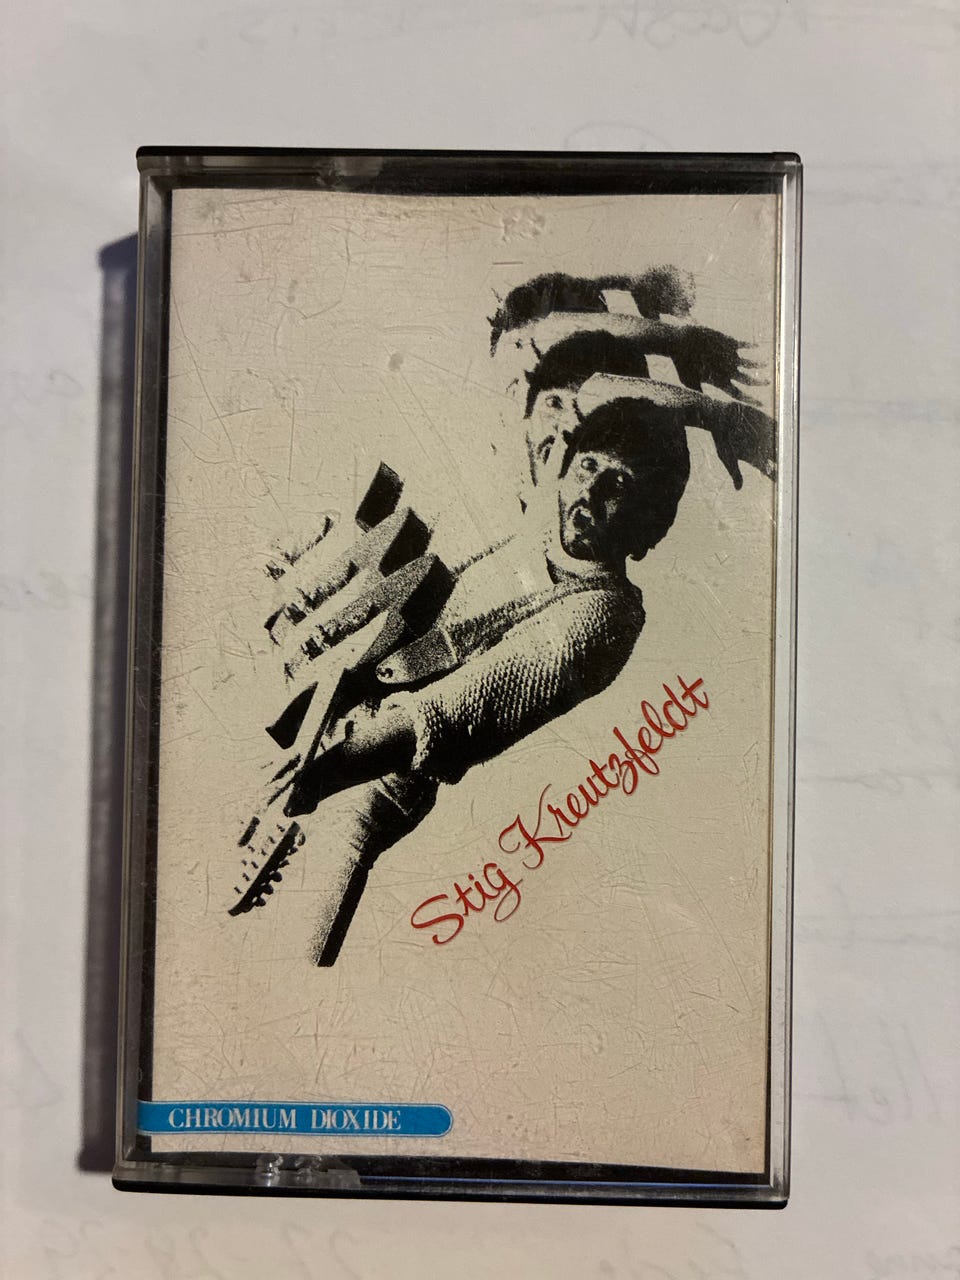 Stig Kreutzfeldt
CHROMIUM DIOXIDE